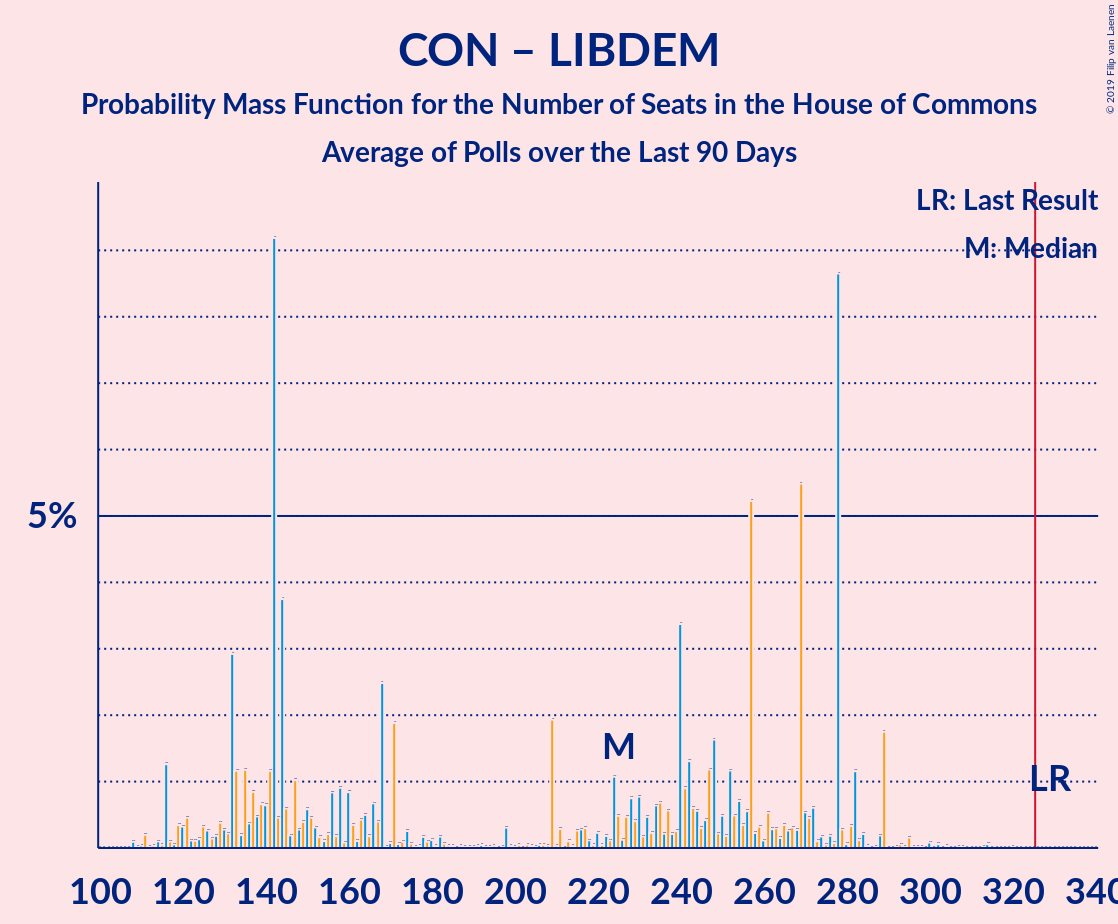 CON – LIBDEM
Probability Mass Function for the Number of Seats in the House of Commons
Average of Polls over the Last 90 Days
© 2019 Filip van Laenen
LR: Last Result
M: Median
5%
M
LR
100 120 140 160 180 200 220 240 260 280 300 320 340